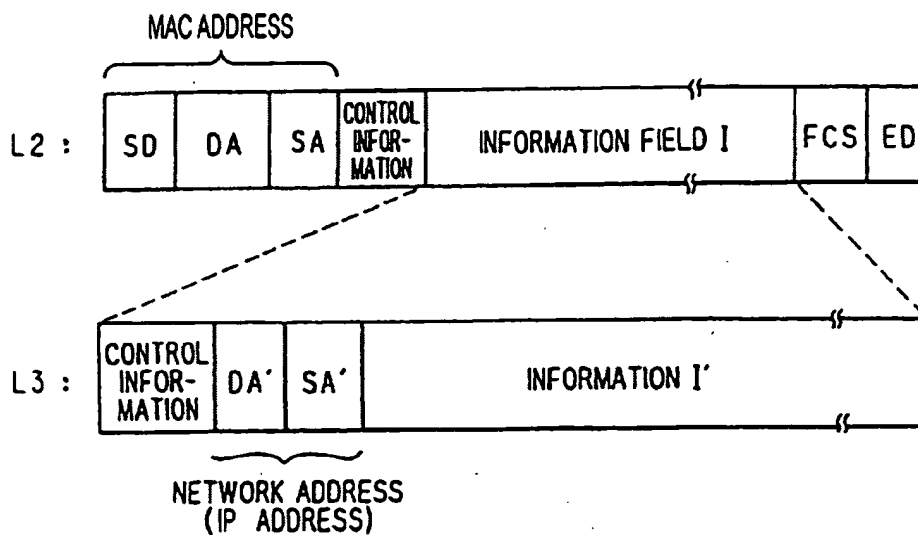 MAC ADDRESS
L2 : SD DA SA CONTROL INFOR- MATION INFORMATION FIELD I FCS ED
L3 : CONTROL INFOR- MATION DA´ SA´ INFORMATION I´
NETWORK ADDRESS
(IP ADDRESS)